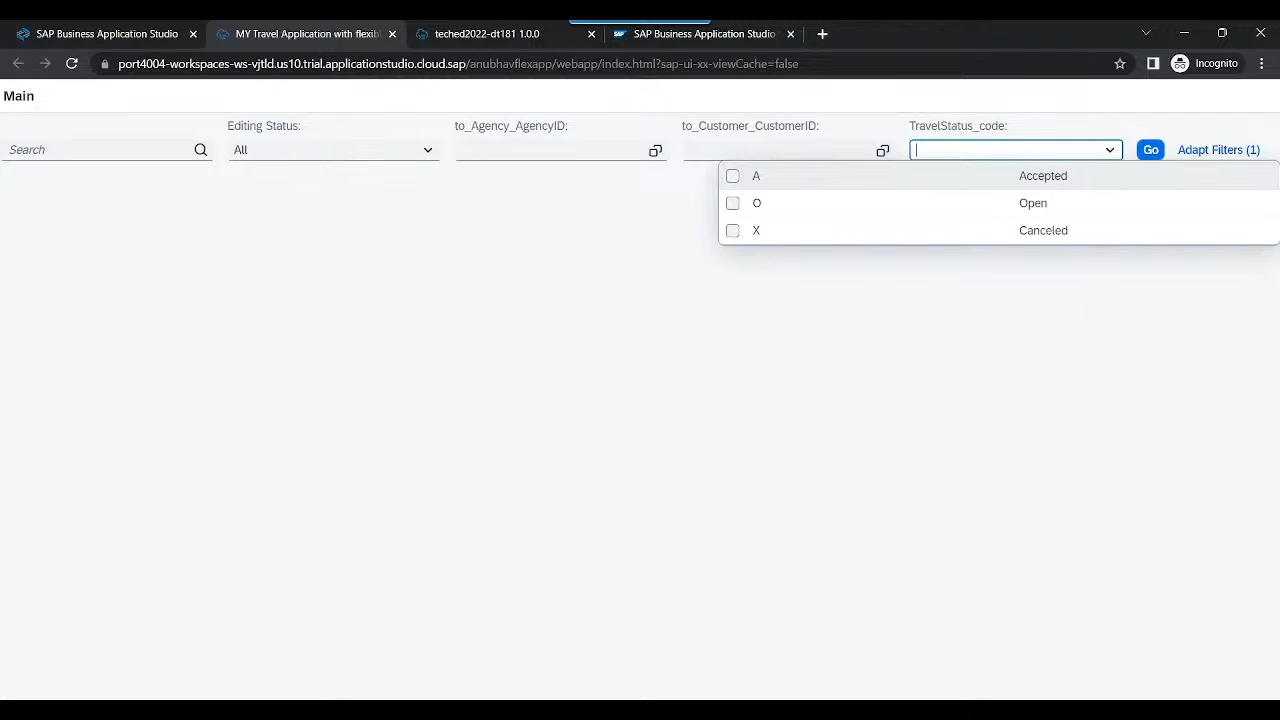 SAP Business Application Studio
MY Travel Application with flexib
teched2022-dt181 1.0.0
SAP
SAP Business Application Studio
port4004-workspaces-ws-vjtld.us10.trial.applicationstudio.cloud.sap/anubhavflexapp/webapp/index.html?sap-ui-xx-viewCache=false
Incognito
Main
Editing Status:
to_Agency_AgencyID:
to_Customer_CustomerID:
TravelStatus_code:
Search
All
Go
Adapt Filters (1)
A Accepted
O Open
X Canceled